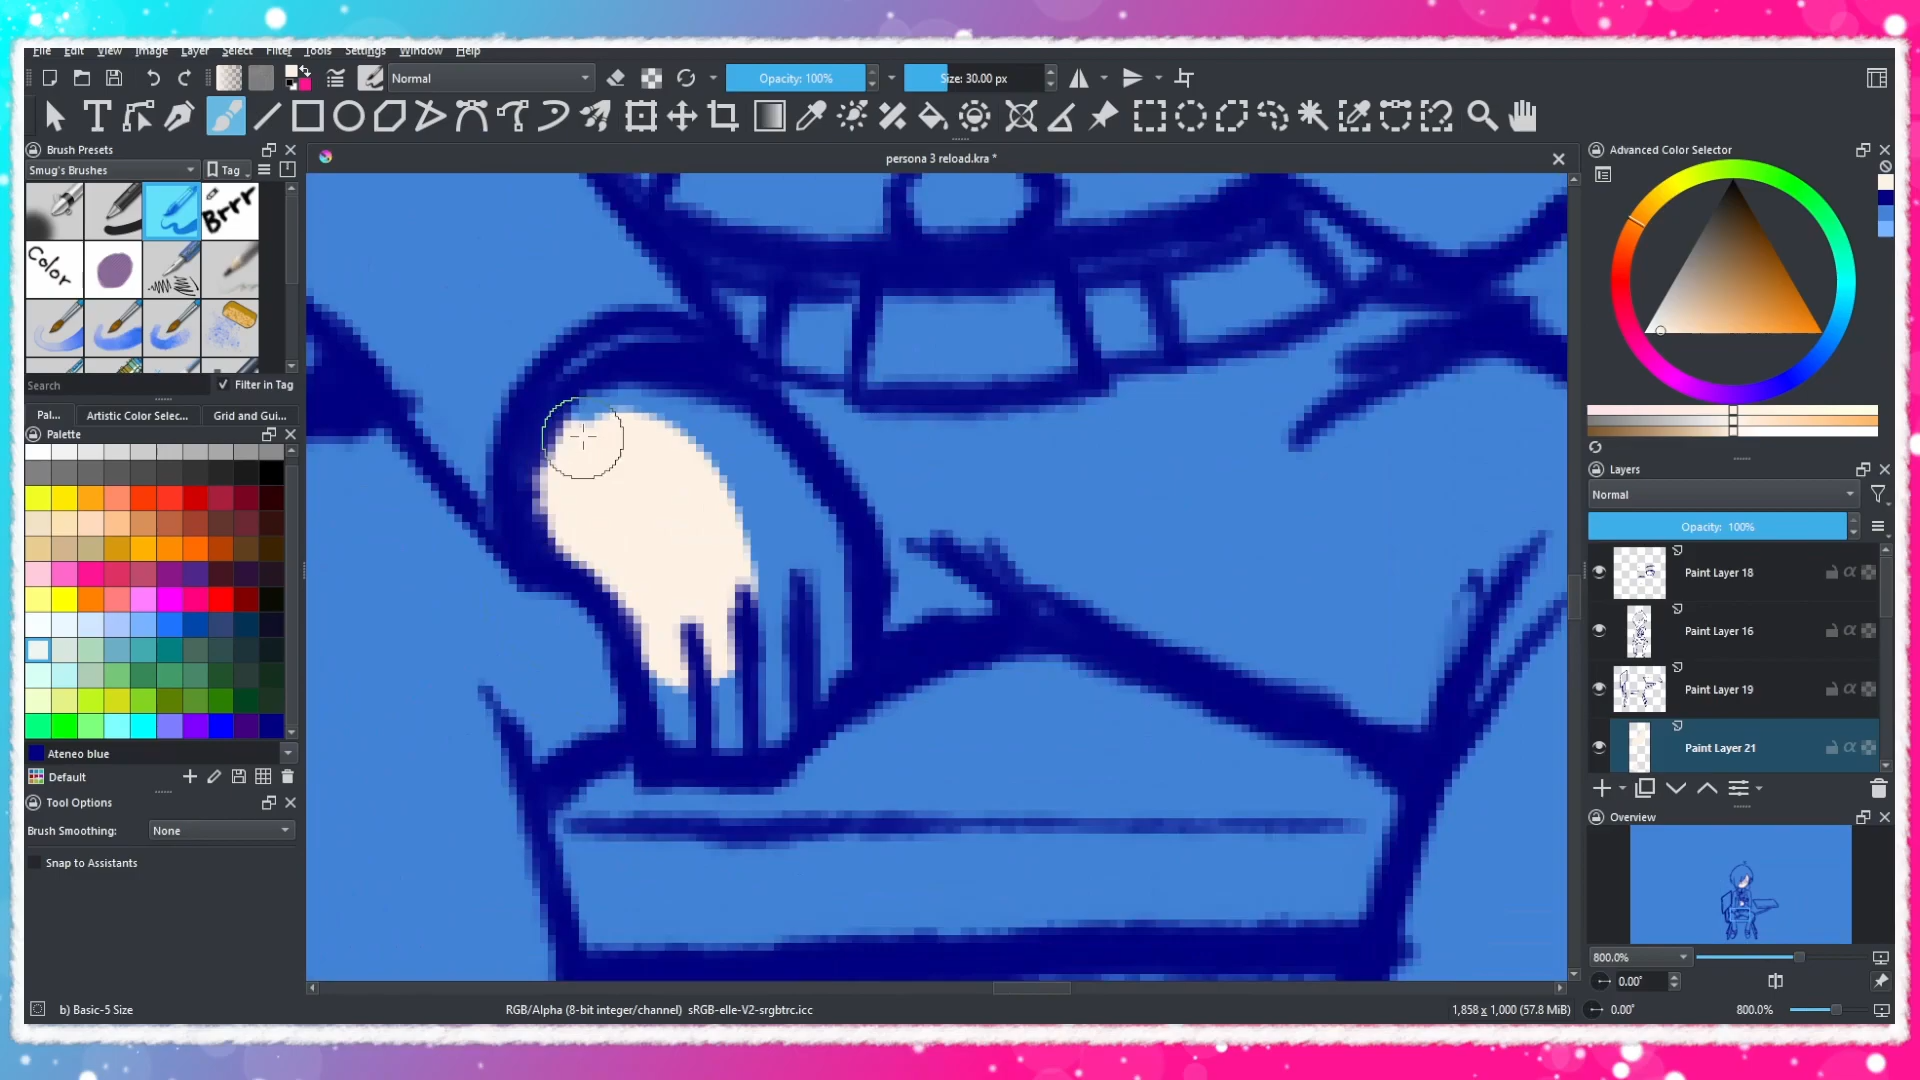 File Edit View Image Layer Select Filter Tools Settings Window Help
Normal Opacity: 100% Size: 30.00 px
Brush Presets
Smug's Brushes Tag
Brrr
Color
Search Filter in Tag
Pal... Artistic Color Selec... Grid and Gui...
Palette
Ateneo blue
Default
Tool Options
Brush Smoothing: None
Snap to Assistants
b) Basic-5 Size
persona 3 reload.kra *
RGB/Alpha (8-bit integer/channel) sRGB-elle-V2-srgbtrc.icc
1,858 x 1,000 (57.8 MiB)
0.00°
800.0%
Advanced Color Selector
Layers
Normal
Opacity: 100%
Paint Layer 18
Paint Layer 16
Paint Layer 19
Paint Layer 21
Overview
800.0%
0.00°